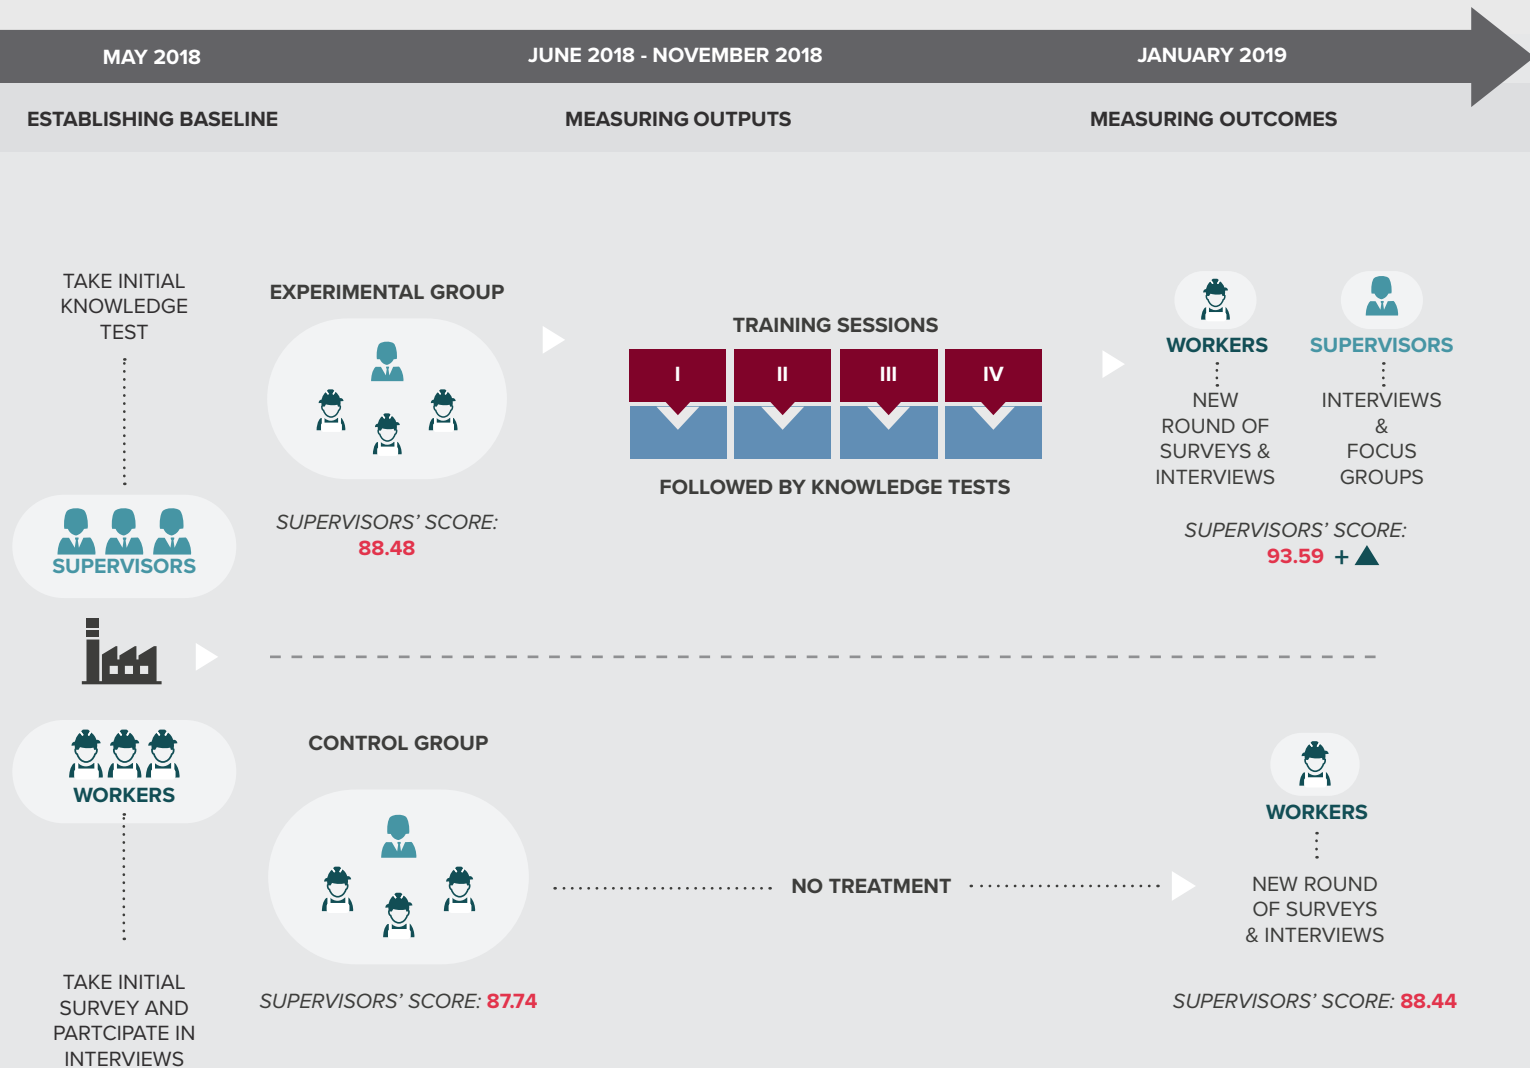 MAY 2018
JUNE 2018 - NOVEMBER 2018
JANUARY 2019
ESTABLISHING BASELINE
MEASURING OUTPUTS
MEASURING OUTCOMES
TAKE INITIAL
KNOWLEDGE
TEST
SUPERVISORS
WORKERS
TAKE INITIAL
SURVEY AND
PARTCIPATE IN
INTERVIEWS
EXPERIMENTAL GROUP
SUPERVISORS' SCORE:
88.48
TRAINING SESSIONS
I
II
III
IV
FOLLOWED BY KNOWLEDGE TESTS
WORKERS
NEW
ROUND OF
SURVEYS &
INTERVIEWS
SUPERVISORS
INTERVIEWS
&
FOCUS
GROUPS
SUPERVISORS' SCORE:
93.59 +
CONTROL GROUP
SUPERVISORS' SCORE: 87.74
NO TREATMENT
WORKERS
NEW ROUND
OF SURVEYS
& INTERVIEWS
SUPERVISORS' SCORE: 88.44